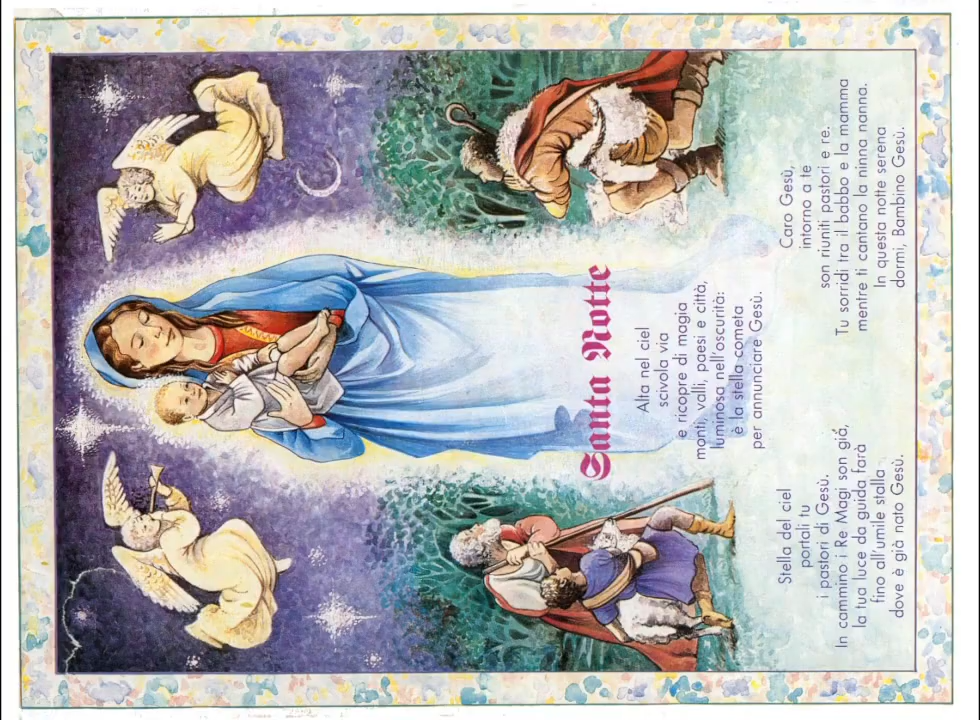 Santa Notte
Alta nel ciel
scivola via
e ricopre di magia
monti, valli, paesi e città,
luminosa nell'oscurità:
è la stella cometa
per annunciare Gesù.
Stella del ciel
portali tu
i pastori di Gesù.
In cammino i Re Magi son giá,
la tua luce da guida farà
fino all'umile stalla
dove è già nato Gesù.
Caro Gesù,
intorno a te
son riuniti pastori e re.
Tu sorridi tra il babbo e la mamma
mentre ti cantano la ninna nanna.
In questa notte serena
dormi, Bambino Gesù.